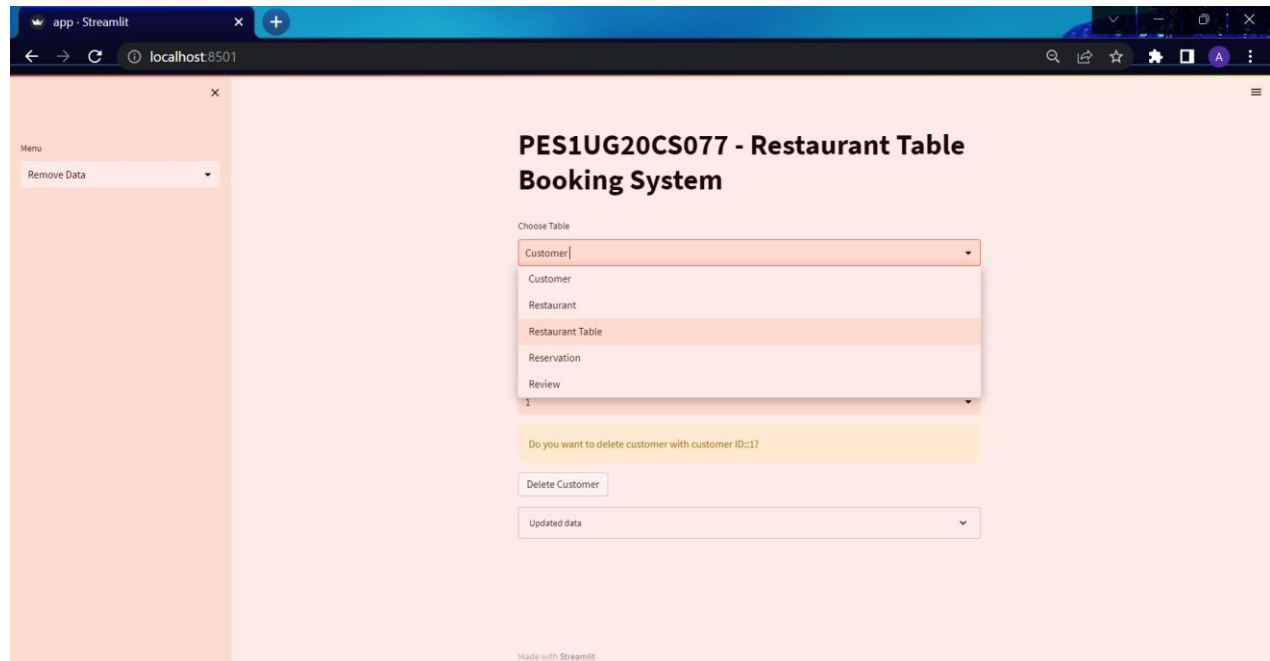 app · Streamlit
localhost:8501
A
Menu
Remove Data
PES1UG20CS077 - Restaurant Table
Booking System
Choose Table
Customer
Customer
Restaurant
Restaurant Table
Reservation
Review
1
Do you want to delete customer with customer ID::1?
Delete Customer
Updated data
Made with Streamlit